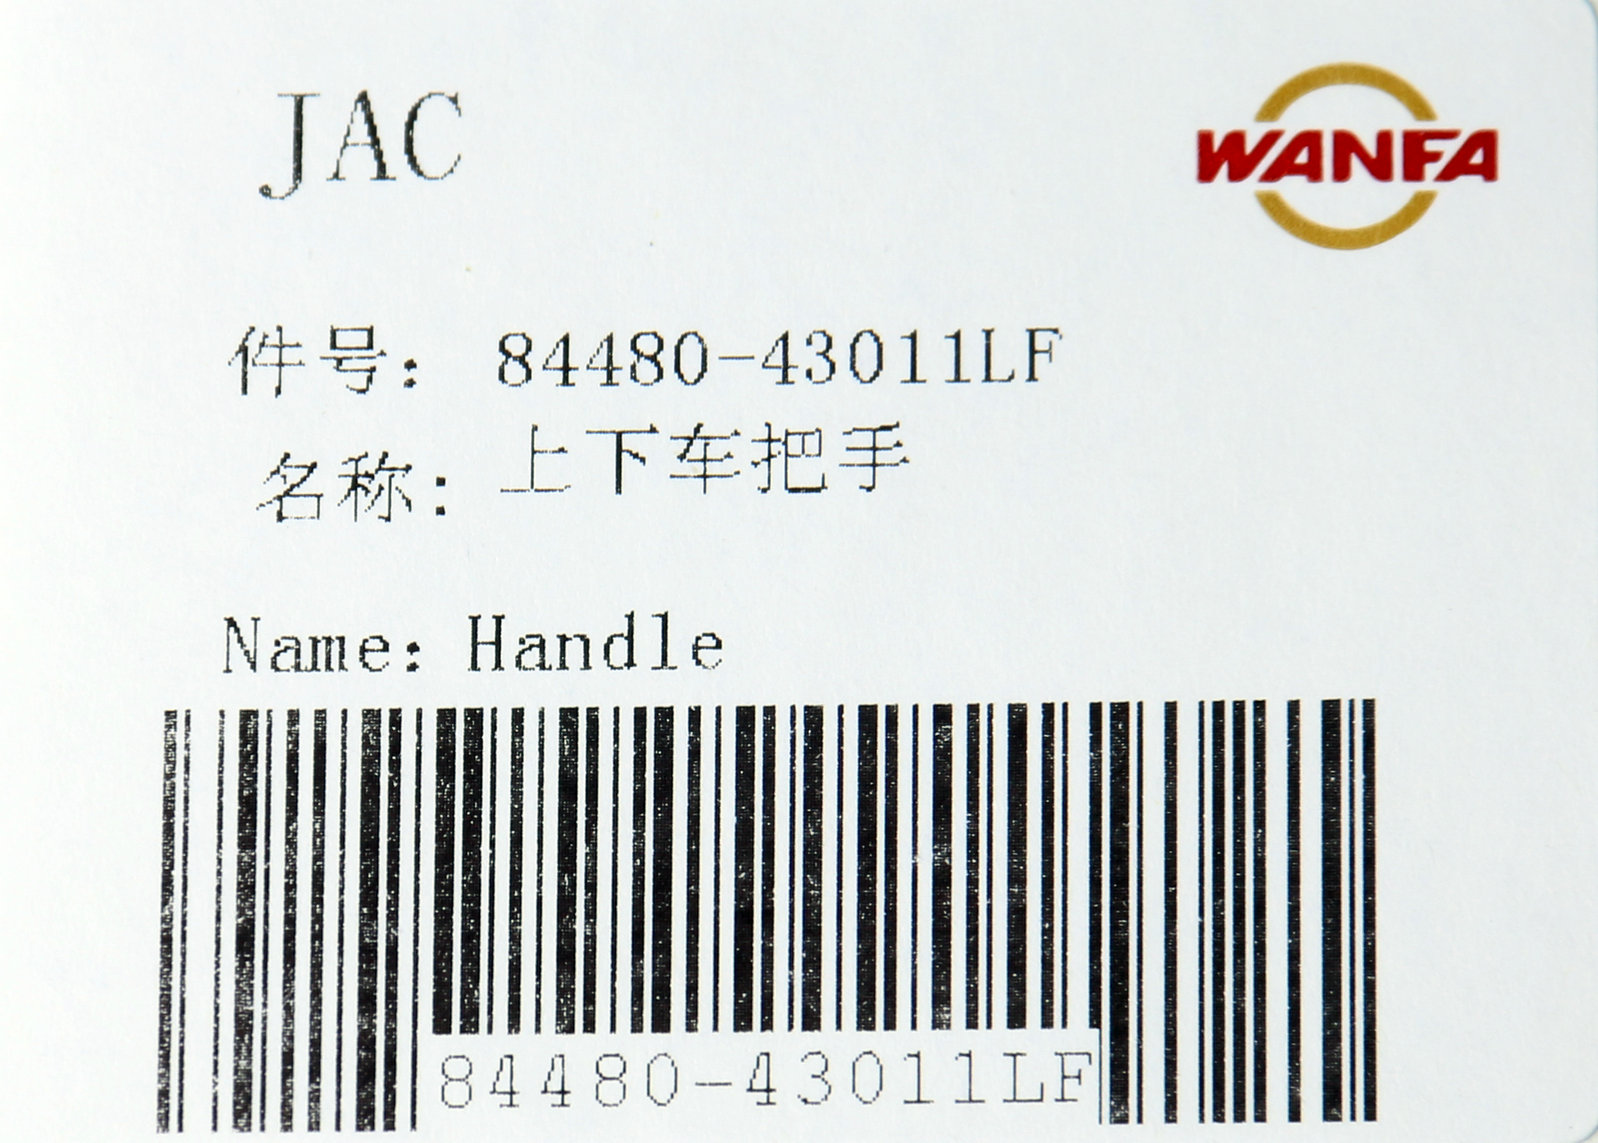 JAC
WANFA
件号: 84480-43011LF
名称: 上下车把手
Name: Handle
84480-43011LF